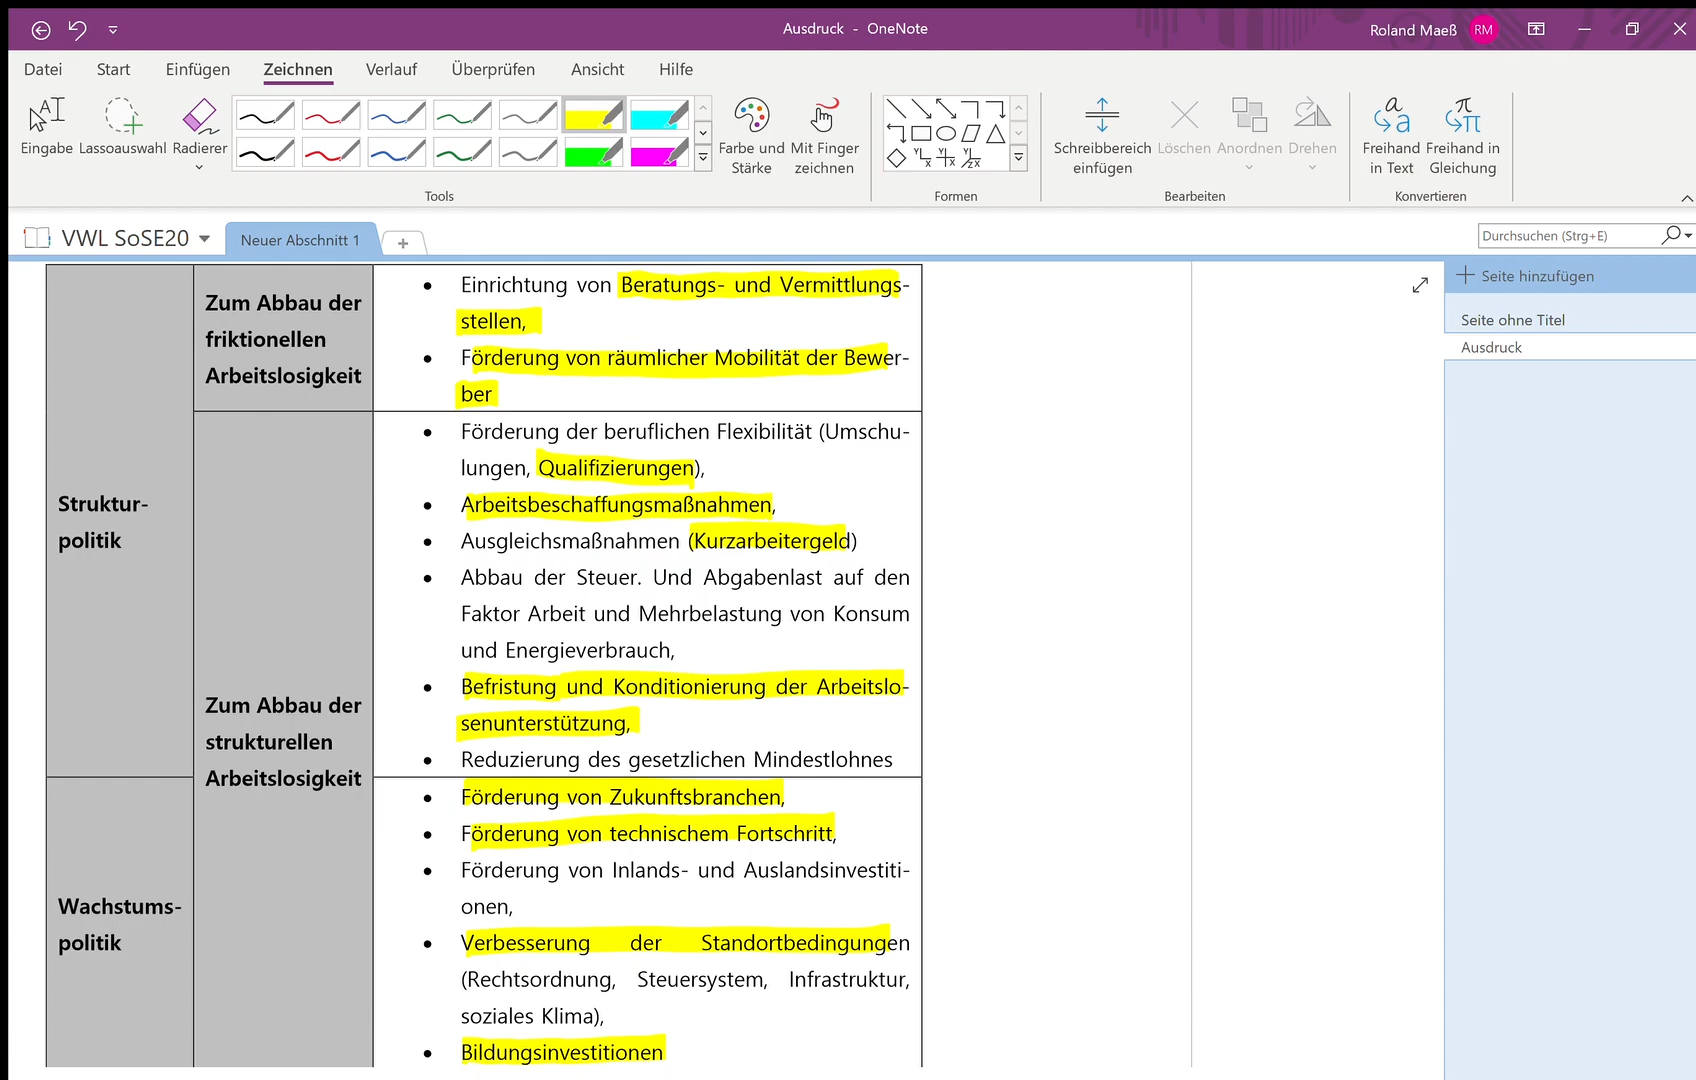 Ausdruck - OneNote
Roland Maeß RM
Datei Start Einfügen Zeichnen Verlauf Überprüfen Ansicht Hilfe
Eingabe Lassoauswahl Radierer
Farbe und Stärke
Mit Finger zeichnen
Schreibbereich einfügen
Löschen Anordnen Drehen
Freihand in Text
Freihand in Gleichung
Tools Formen Bearbeiten Konvertieren
VWL SoSE20 Neuer Abschnitt 1
Durchsuchen (Strg+E)
Seite hinzufügen
Seite ohne Titel
Ausdruck
Struktur-
politik
Zum Abbau der
friktionellen
Arbeitslosigkeit
• Einrichtung von Beratungs- und Vermittlungs-
stellen,
• Förderung von räumlicher Mobilität der Bewer-
ber
Zum Abbau der
strukturellen
Arbeitslosigkeit
• Förderung der beruflichen Flexibilität (Umschu-
lungen, Qualifizierungen),
• Arbeitsbeschaffungsmaßnahmen,
• Ausgleichsmaßnahmen (Kurzarbeitergeld)
• Abbau der Steuer. Und Abgabenlast auf den
Faktor Arbeit und Mehrbelastung von Konsum
und Energieverbrauch,
• Befristung und Konditionierung der Arbeitslo-
senunterstützung,
• Reduzierung des gesetzlichen Mindestlohnes
Wachstums-
politik
• Förderung von Zukunftsbranchen,
• Förderung von technischem Fortschritt,
• Förderung von Inlands- und Auslandsinvestiti-
onen,
• Verbesserung der Standortbedingungen
(Rechtsordnung, Steuersystem, Infrastruktur,
soziales Klima),
• Bildungsinvestitionen